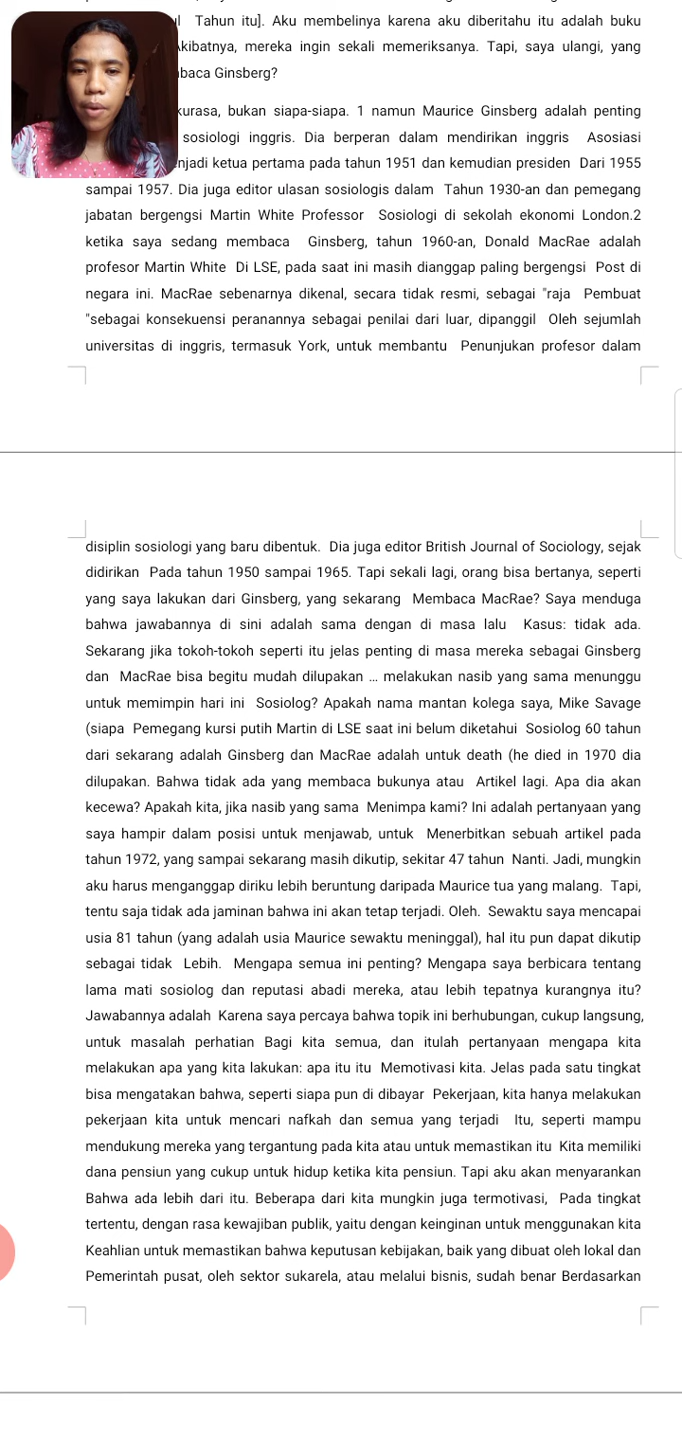 Tahun itu]. Aku membelinya karena aku diberitahu itu adalah buku
Akibatnya, mereka ingin sekali memeriksanya. Tapi, saya ulangi, yang
baca Ginsberg?
kurasa, bukan siapa-siapa. 1 namun Maurice Ginsberg adalah penting
sosiologi inggris. Dia berperan dalam mendirikan inggris Asosiasi
njadi ketua pertama pada tahun 1951 dan kemudian presiden Dari 1955
sampai 1957. Dia juga editor ulasan sosiologis dalam Tahun 1930-an dan pemegang
jabatan bergengsi Martin White Professor Sosiologi di sekolah ekonomi London.2
ketika saya sedang membaca Ginsberg, tahun 1960-an, Donald MacRae adalah
profesor Martin White Di LSE, pada saat ini masih dianggap paling bergengsi Post di
negara ini. MacRae sebenarnya dikenal, secara tidak resmi, sebagai "raja Pembuat
"sebagai konsekuensi peranannya sebagai penilai dari luar, dipanggil Oleh sejumlah
universitas di inggris, termasuk York, untuk membantu Penunjukan profesor dalam
disiplin sosiologi yang baru dibentuk. Dia juga editor British Journal of Sociology, sejak
didirikan Pada tahun 1950 sampai 1965. Tapi sekali lagi, orang bisa bertanya, seperti
yang saya lakukan dari Ginsberg, yang sekarang Membaca MacRae? Saya menduga
bahwa jawabannya di sini adalah sama dengan di masa lalu Kasus: tidak ada.
Sekarang jika tokoh-tokoh seperti itu jelas penting di masa mereka sebagai Ginsberg
dan MacRae bisa begitu mudah dilupakan ... melakukan nasib yang sama menunggu
untuk memimpin hari ini Sosiolog? Apakah nama mantan kolega saya, Mike Savage
(siapa Pemegang kursi putih Martin di LSE saat ini belum diketahui Sosiolog 60 tahun
dari sekarang adalah Ginsberg dan MacRae adalah untuk death (he died in 1970 dia
dilupakan. Bahwa tidak ada yang membaca bukunya atau Artikel lagi. Apa dia akan
kecewa? Apakah kita, jika nasib yang sama Menimpa kami? Ini adalah pertanyaan yang
saya hampir dalam posisi untuk menjawab, untuk Menerbitkan sebuah artikel pada
tahun 1972, yang sampai sekarang masih dikutip, sekitar 47 tahun Nanti. Jadi, mungkin
aku harus menganggap diriku lebih beruntung daripada Maurice tua yang malang. Tapi,
tentu saja tidak ada jaminan bahwa ini akan tetap terjadi. Oleh. Sewaktu saya mencapai
usia 81 tahun (yang adalah usia Maurice sewaktu meninggal), hal itu pun dapat dikutip
sebagai tidak Lebih. Mengapa semua ini penting? Mengapa saya berbicara tentang
lama mati sosiolog dan reputasi abadi mereka, atau lebih tepatnya kurangnya itu?
Jawabannya adalah Karena saya percaya bahwa topik ini berhubungan, cukup langsung,
untuk masalah perhatian Bagi kita semua, dan itulah pertanyaan mengapa kita
melakukan apa yang kita lakukan: apa itu itu Memotivasi kita. Jelas pada satu tingkat
bisa mengatakan bahwa, seperti siapa pun di dibayar Pekerjaan, kita hanya melakukan
pekerjaan kita untuk mencari nafkah dan semua yang terjadi Itu, seperti mampu
mendukung mereka yang tergantung pada kita atau untuk memastikan itu Kita memiliki
dana pensiun yang cukup untuk hidup ketika kita pensiun. Tapi aku akan menyarankan
Bahwa ada lebih dari itu. Beberapa dari kita mungkin juga termotivasi, Pada tingkat
tertentu, dengan rasa kewajiban publik, yaitu dengan keinginan untuk menggunakan kita
Keahlian untuk memastikan bahwa keputusan kebijakan, baik yang dibuat oleh lokal dan
Pemerintah pusat, oleh sektor sukarela, atau melalui bisnis, sudah benar Berdasarkan